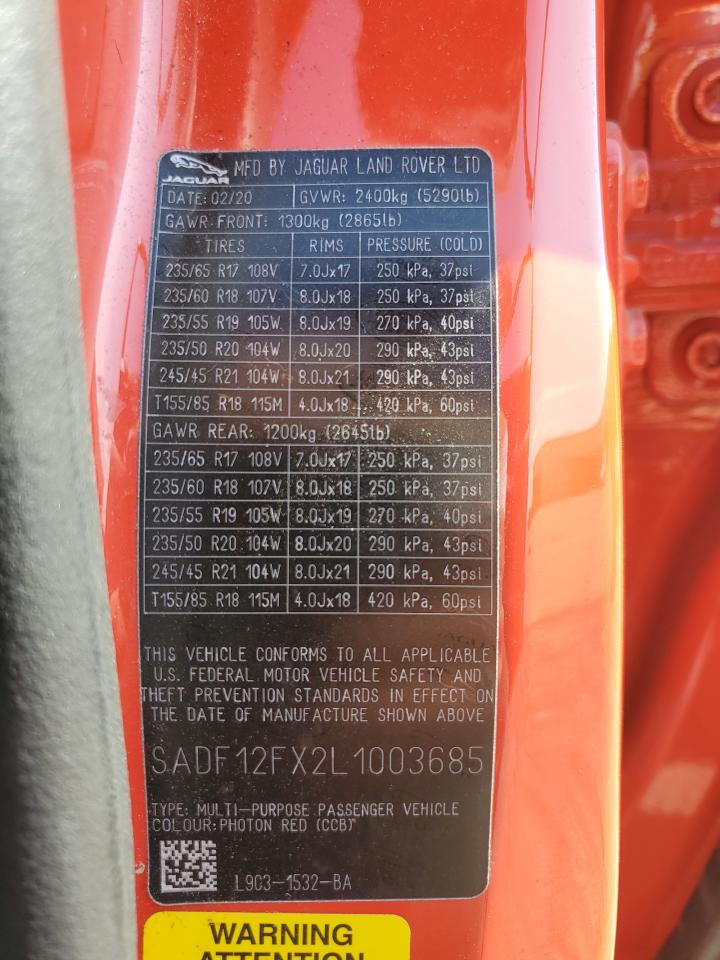 JAGUAR MFD BY JAGUAR LAND ROVER LTD
DATE: 02/20 GVWR: 2400kg (5290lb)
GAWR FRONT: 1300kg (2865lb)
TIRES RIMS PRESSURE (COLD)
235/65 R17 108V 7.0Jx17 250 kPa, 37psi
235/60 R18 107V 8.0Jx18 250 kPa, 37psi
235/55 R19 105W 8.0Jx19 270 kPa, 40psi
235/50 R20 104W 8.0Jx20 290 kPa, 43psi
245/45 R21 104W 8.0Jx21 290 kPa, 43psi
T155/85 R18 115M 4.0Jx18 420 kPa, 60psi
GAWR REAR: 1200kg (2645lb)
235/65 R17 108V 7.0Jx17 250 kPa, 37psi
235/60 R18 107V 8.0Jx18 250 kPa, 37psi
235/55 R19 105W 8.0Jx19 270 kPa, 40psi
235/50 R20 104W 8.0Jx20 290 kPa, 43psi
245/45 R21 104W 8.0Jx21 290 kPa, 43psi
T155/85 R18 115M 4.0Jx18 420 kPa, 60psi
THIS VEHICLE CONFORMS TO ALL APPLICABLE
U.S. FEDERAL MOTOR VEHICLE SAFETY AND
THEFT PREVENTION STANDARDS IN EFFECT ON
THE DATE OF MANUFACTURE SHOWN ABOVE
SADF12FX2L1003685
TYPE: MULTI-PURPOSE PASSENGER VEHICLE
COLOUR: PHOTON RED (CCB)
L9C3-1532-BA
WARNING
ATTENTION